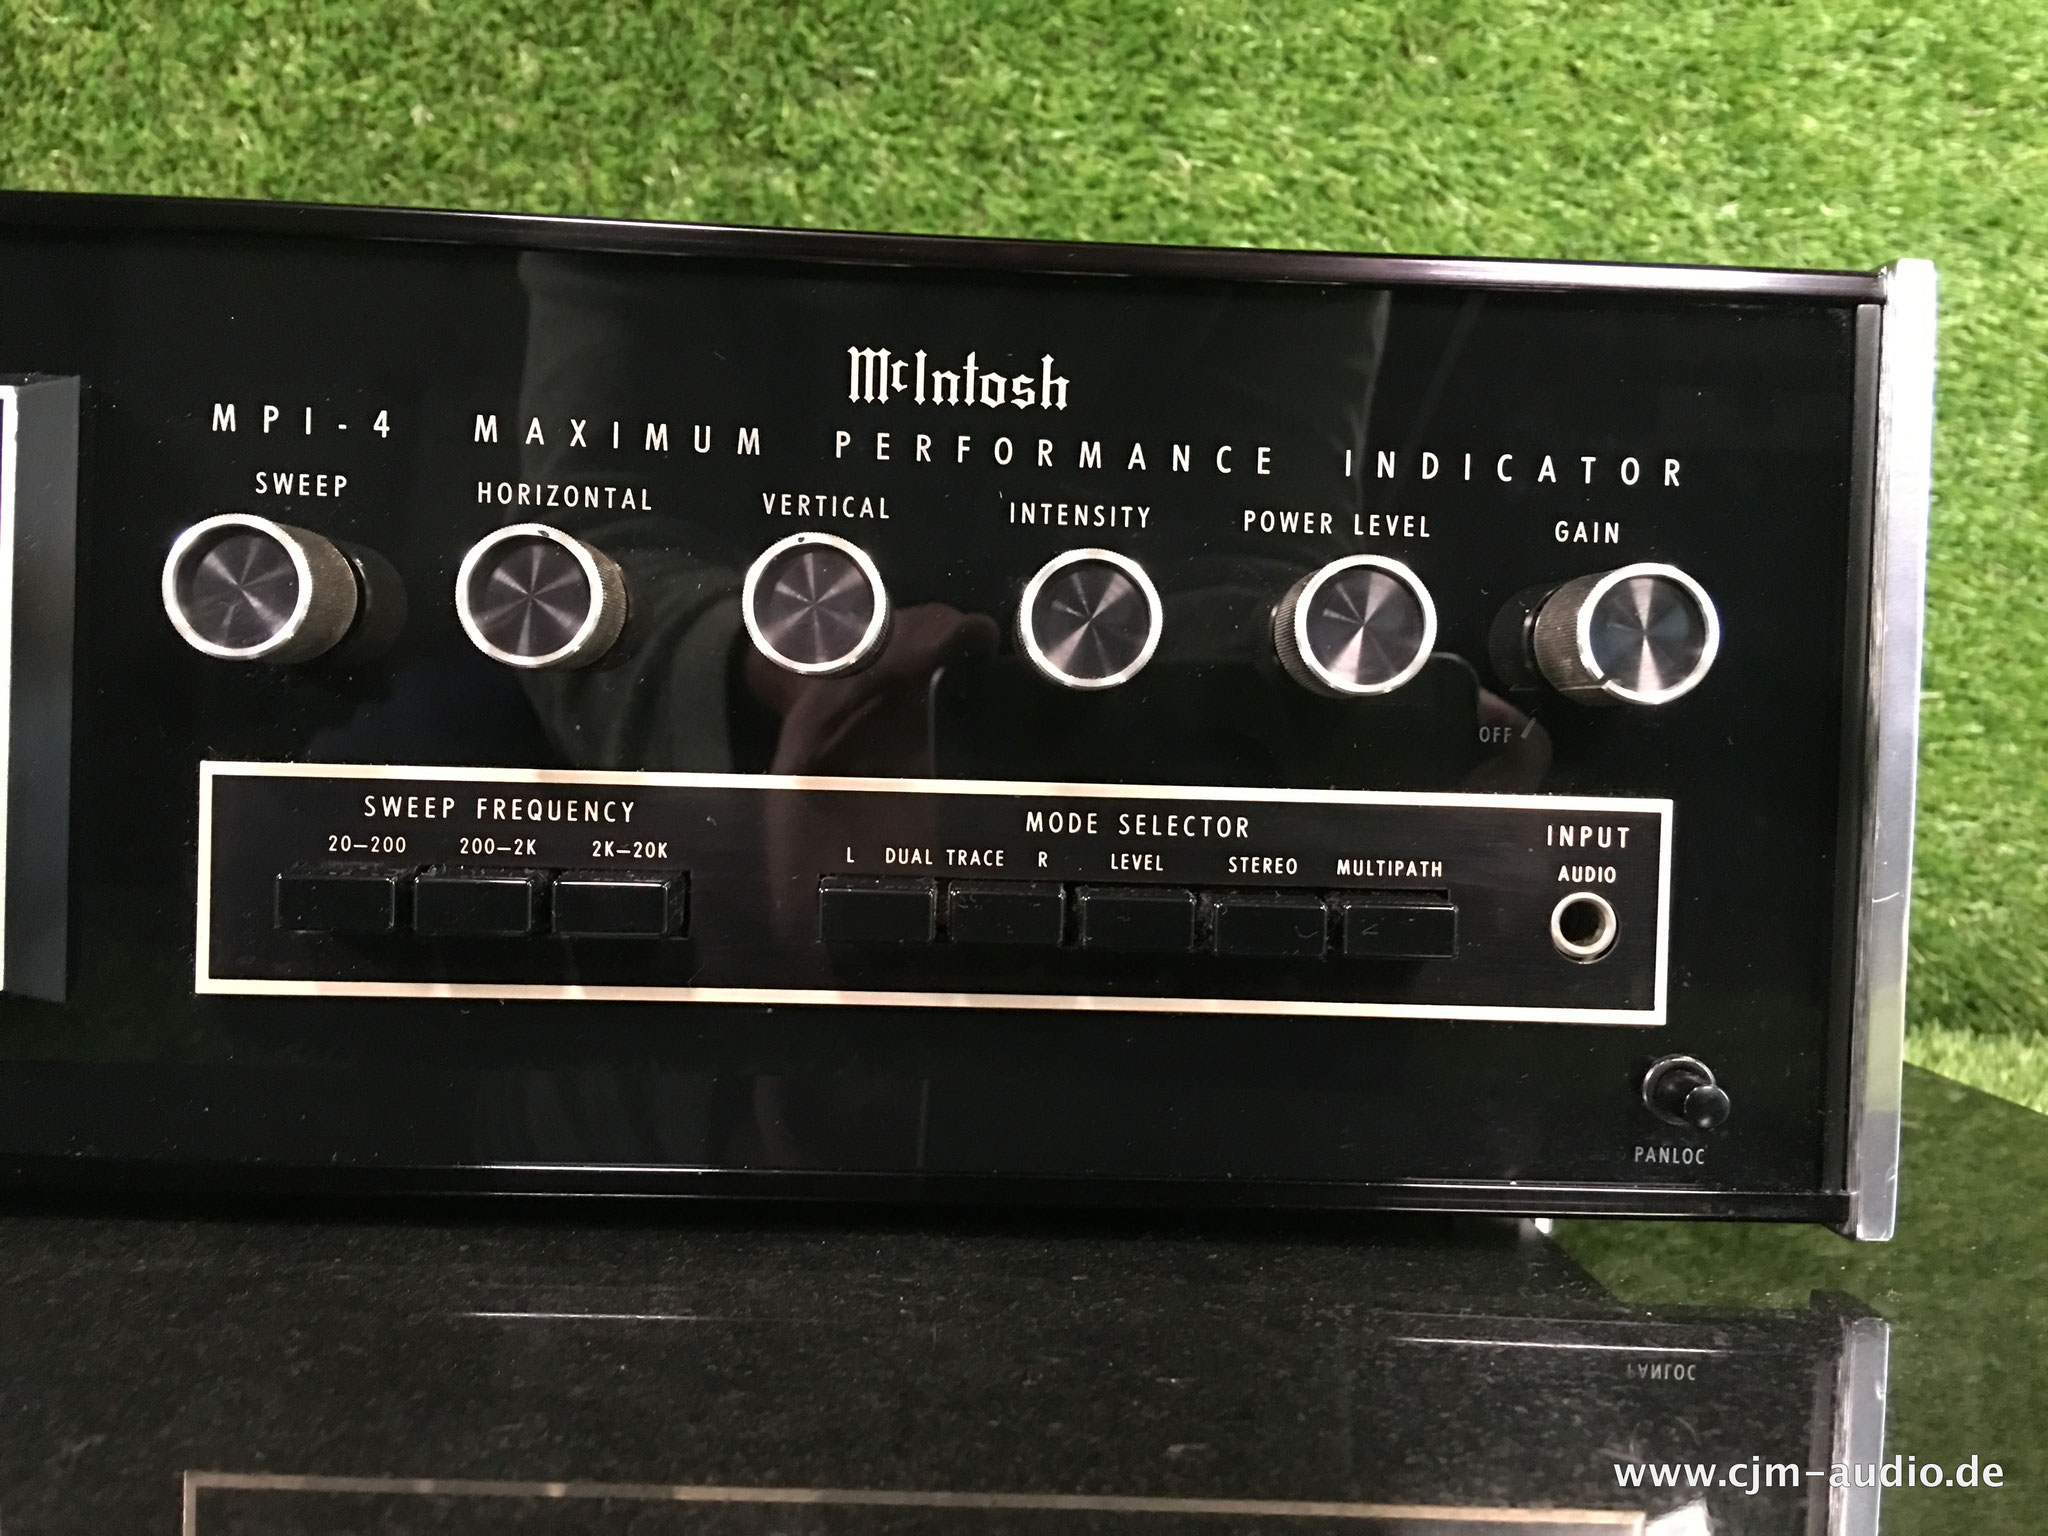 McIntosh
MPI-4 MAXIMUM PERFORMANCE INDICATOR
SWEEP HORIZONTAL VERTICAL INTENSITY POWER LEVEL GAIN
OFF
SWEEP FREQUENCY
20-200 200-2K 2K-20K
MODE SELECTOR
L DUAL TRACE R LEVEL STEREO MULTIPATH
INPUT
AUDIO
PANLOC
PANLOC
www.cjm-audio.de